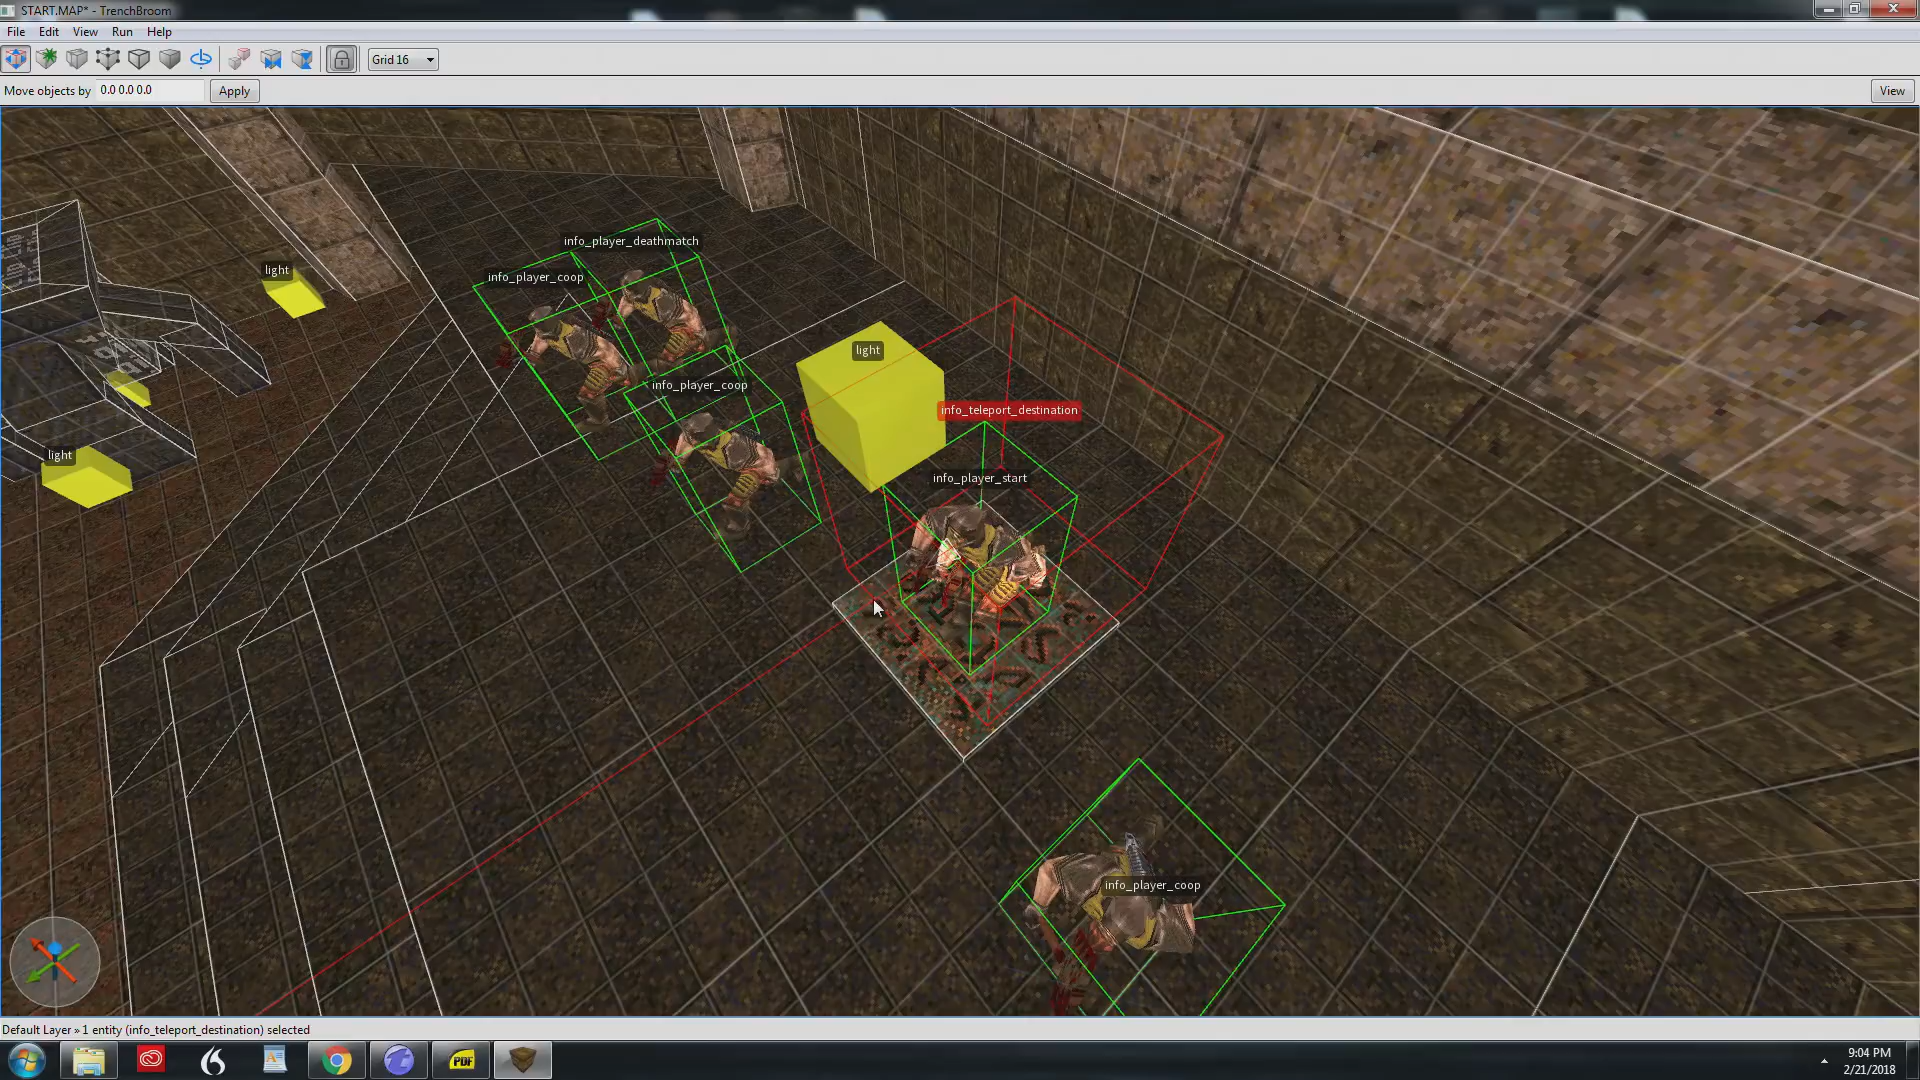 START.MAP* - TrenchBroom
File Edit View Run Help
Grid 16
Move objects by 0.0 0.0 0.0 Apply View
info_player_deathmatch
light
info_player_coop
light
info_player_coop
info_teleport_destination
light
info_player_start
info_player_coop
Default Layer » 1 entity (info_teleport_destination) selected
PDF
9:04 PM
2/21/2018